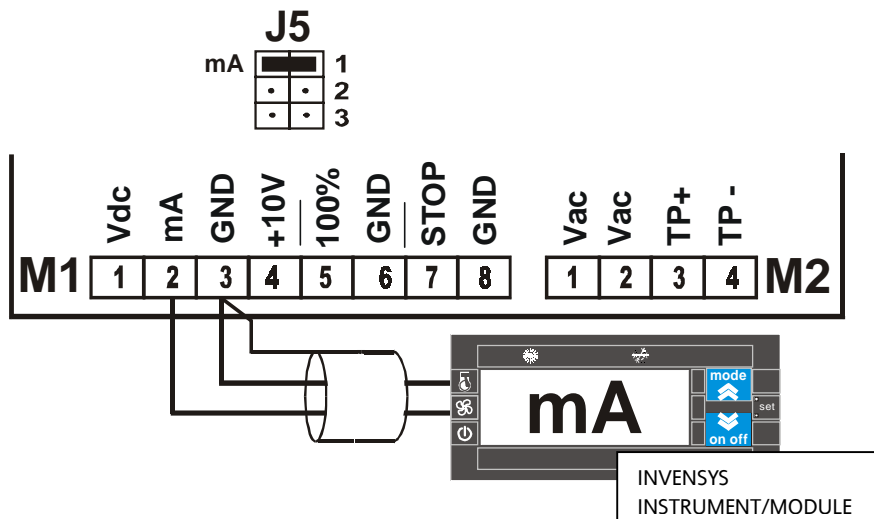 J5
mA 1
2
3
Vdc mA GND +10V 100% GND STOP GND Vac Vac TP+ TP -
M1 1 2 3 4 5 6 7 8 1 2 3 4 M2
mode
mA set
on off
INVENSYS
INSTRUMENT/MODULE